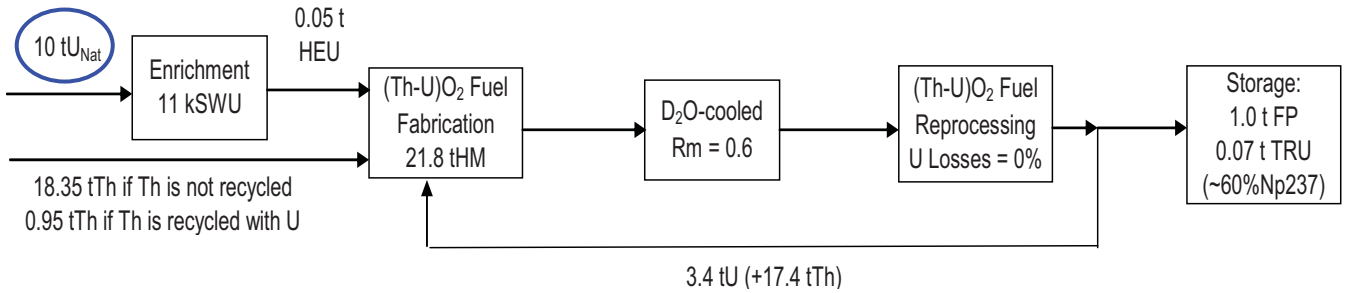 10 tU_Nat
Enrichment
11 kSWU
0.05 t
HEU
(Th-U)O₂ Fuel
Fabrication
21.8 tHM
D₂O-cooled
Rm = 0.6
(Th-U)O₂ Fuel
Reprocessing
U Losses = 0%
Storage:
1.0 t FP
0.07 t TRU
(~60%Np237)
18.35 tTh if Th is not recycled
0.95 tTh if Th is recycled with U
3.4 tU (+17.4 tTh)